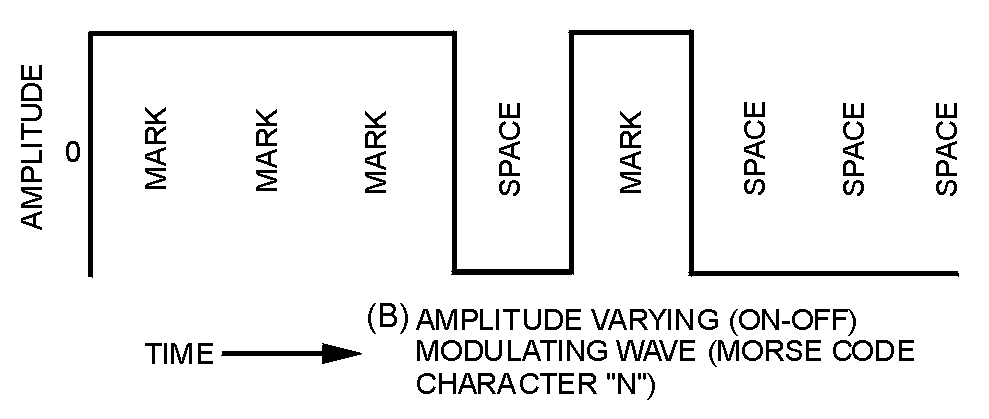 AMPLITUDE
0
MARK
MARK
MARK
SPACE
MARK
SPACE
SPACE
SPACE
TIME
(B) AMPLITUDE VARYING (ON-OFF)
MODULATING WAVE (MORSE CODE
CHARACTER "N")